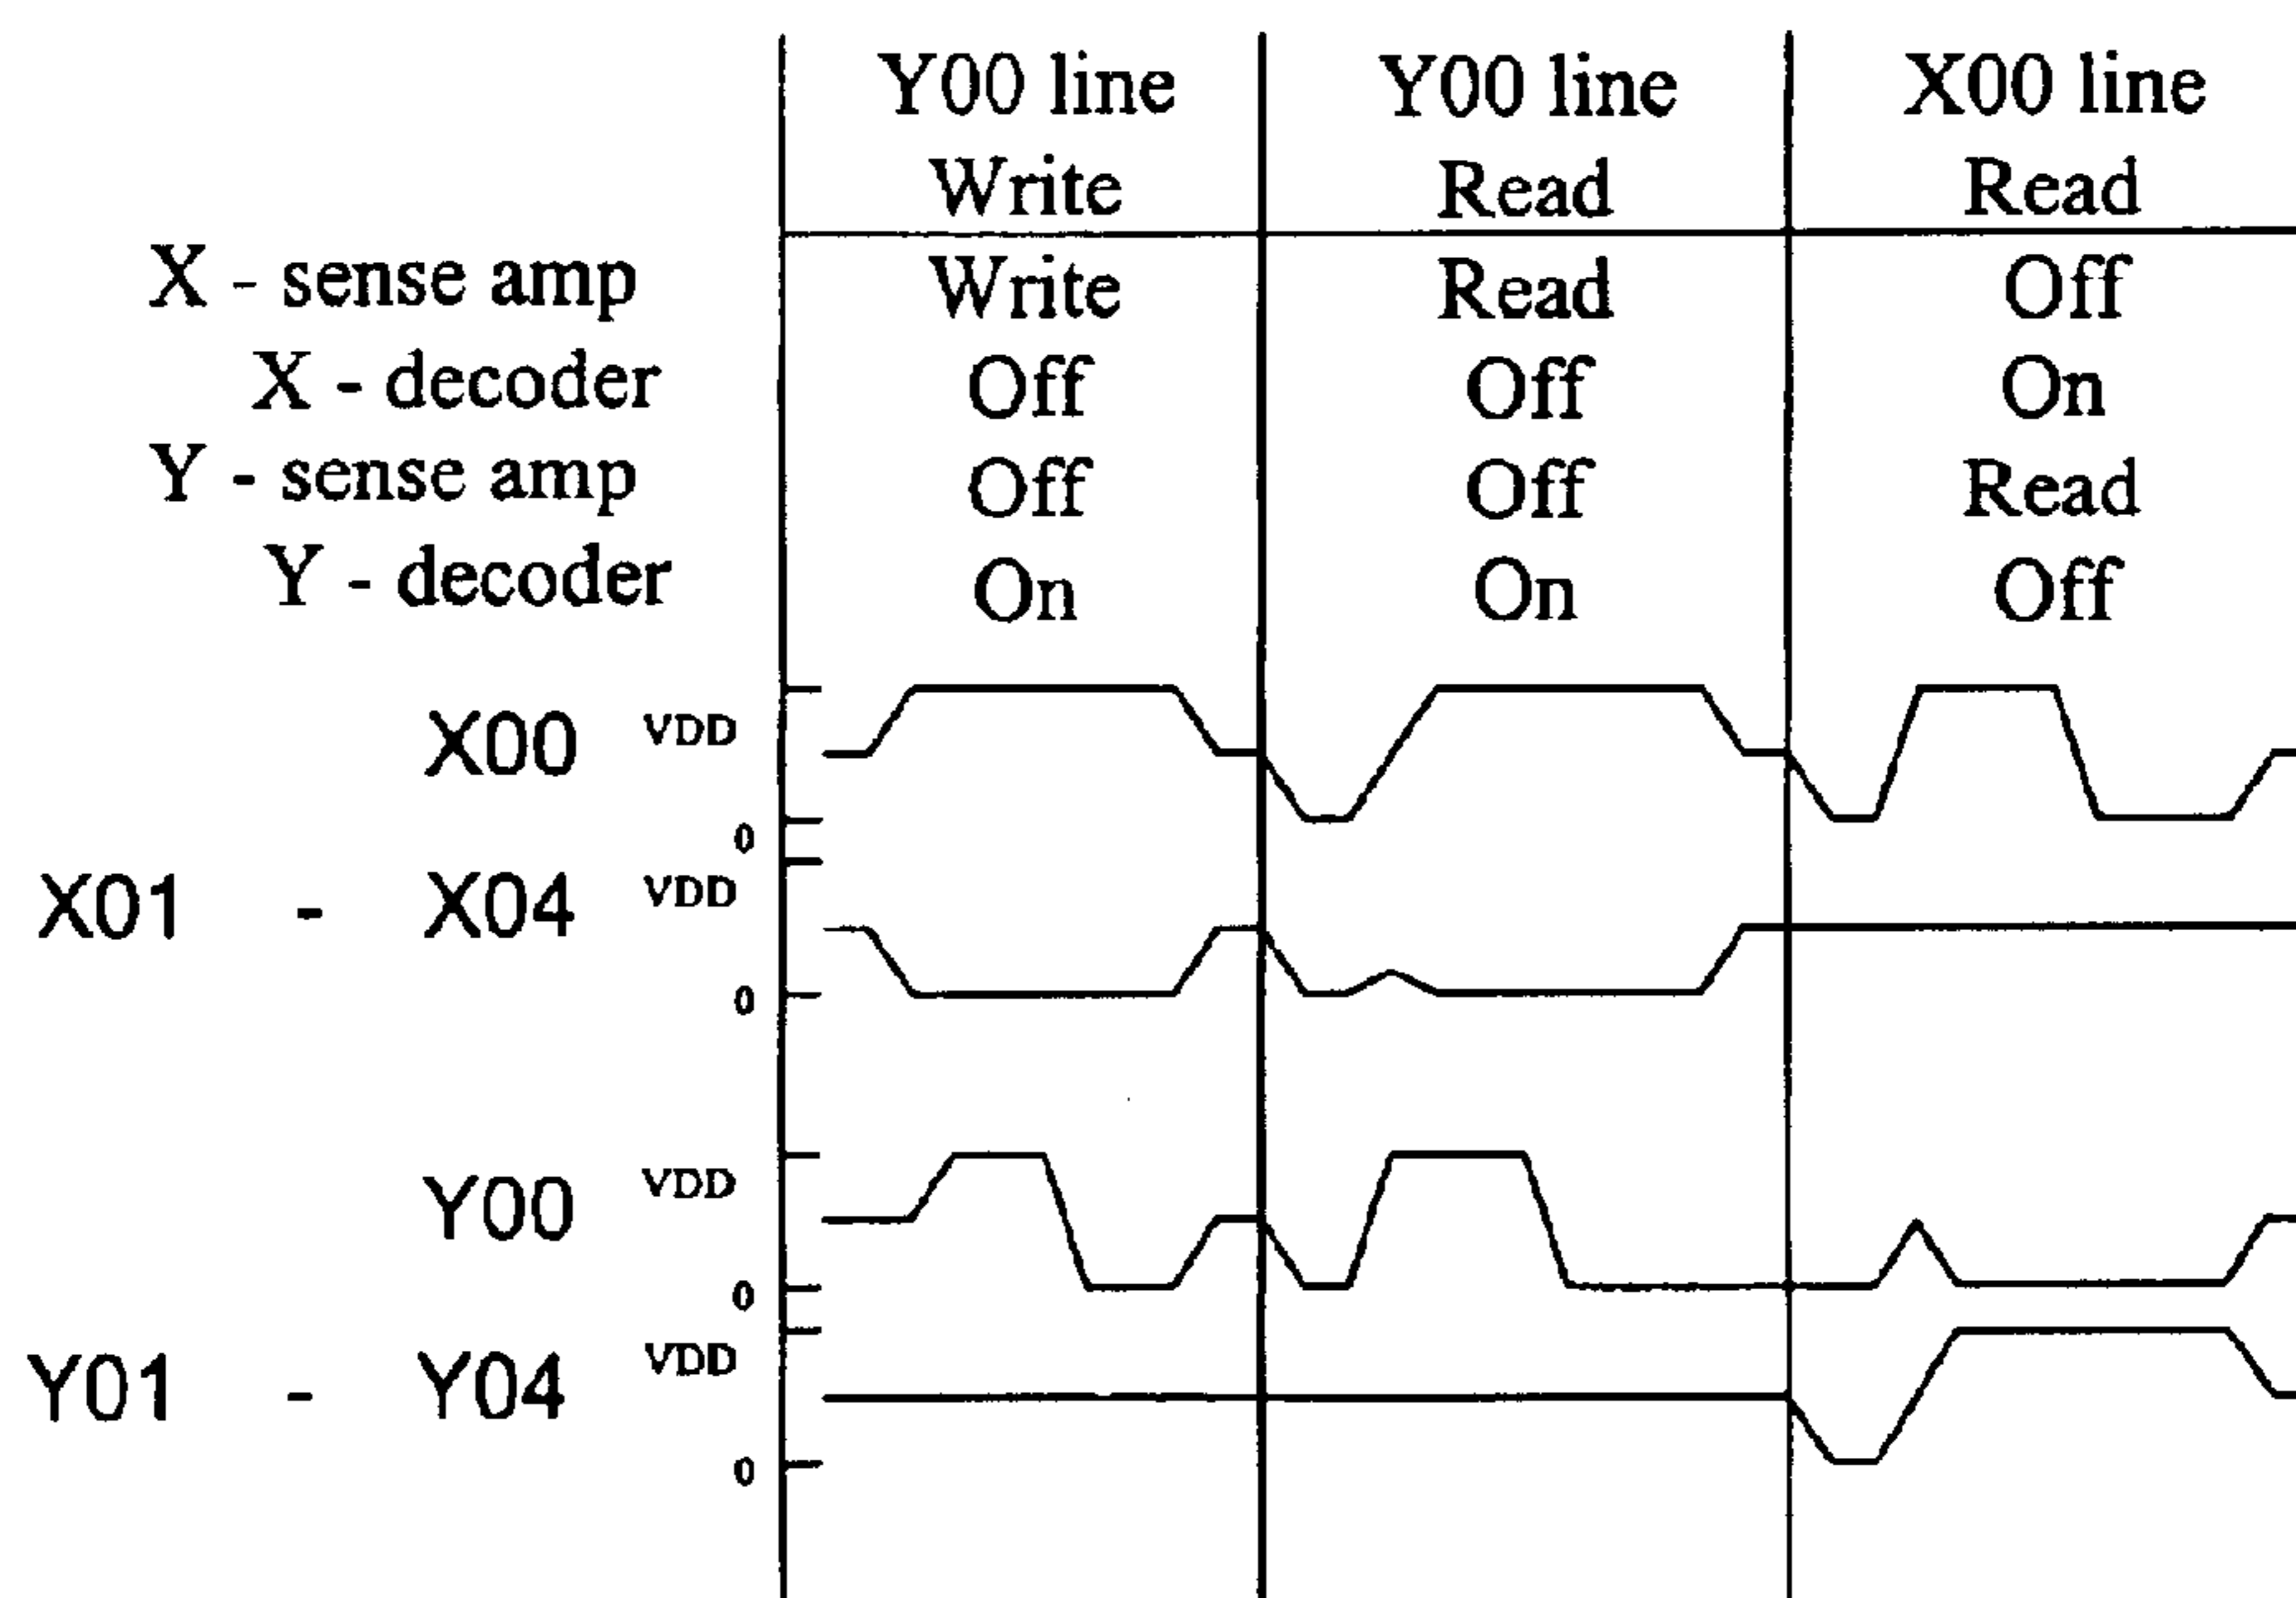 Y00 line Y00 line X00 line
Write Read Read
X - sense amp Write Read Off
X - decoder Off Off On
Y - sense amp Off Off Read
Y - decoder On On Off
X00 VDD
0
X01 - X04 VDD
0
Y00 VDD
0
Y01 - Y04 VDD
0